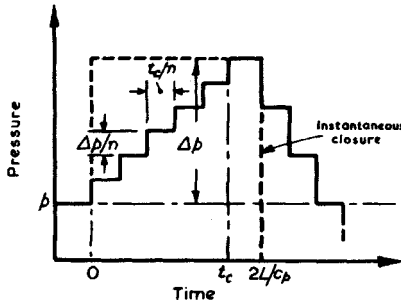 Pressure
t_c/n
Δp/n
Δp
Instantaneous
closure
p
0
t_c
2L/c_p
Time